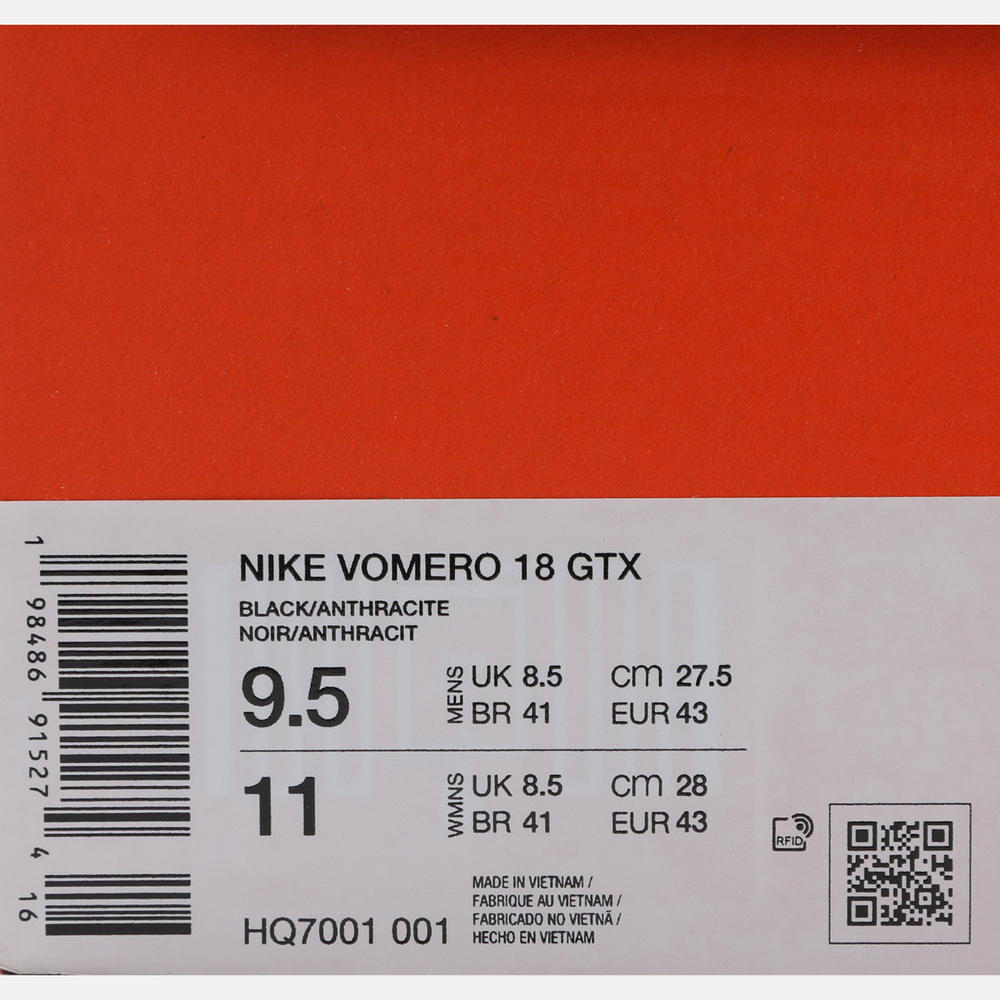 NIKE VOMERO 18 GTX
BLACK/ANTHRACITE
NOIR/ANTHRACIT
9.5
MENS
UK 8.5 cm 27.5
BR 41 EUR 43
11
WMNS
UK 8.5 cm 28
BR 41 EUR 43
HQ7001 001
MADE IN VIETNAM /
FABRIQUE AU VIETNAM /
FABRICADO NO VIETNÃ /
HECHO EN VIETNAM
RFID
1 98486 91527 4 16